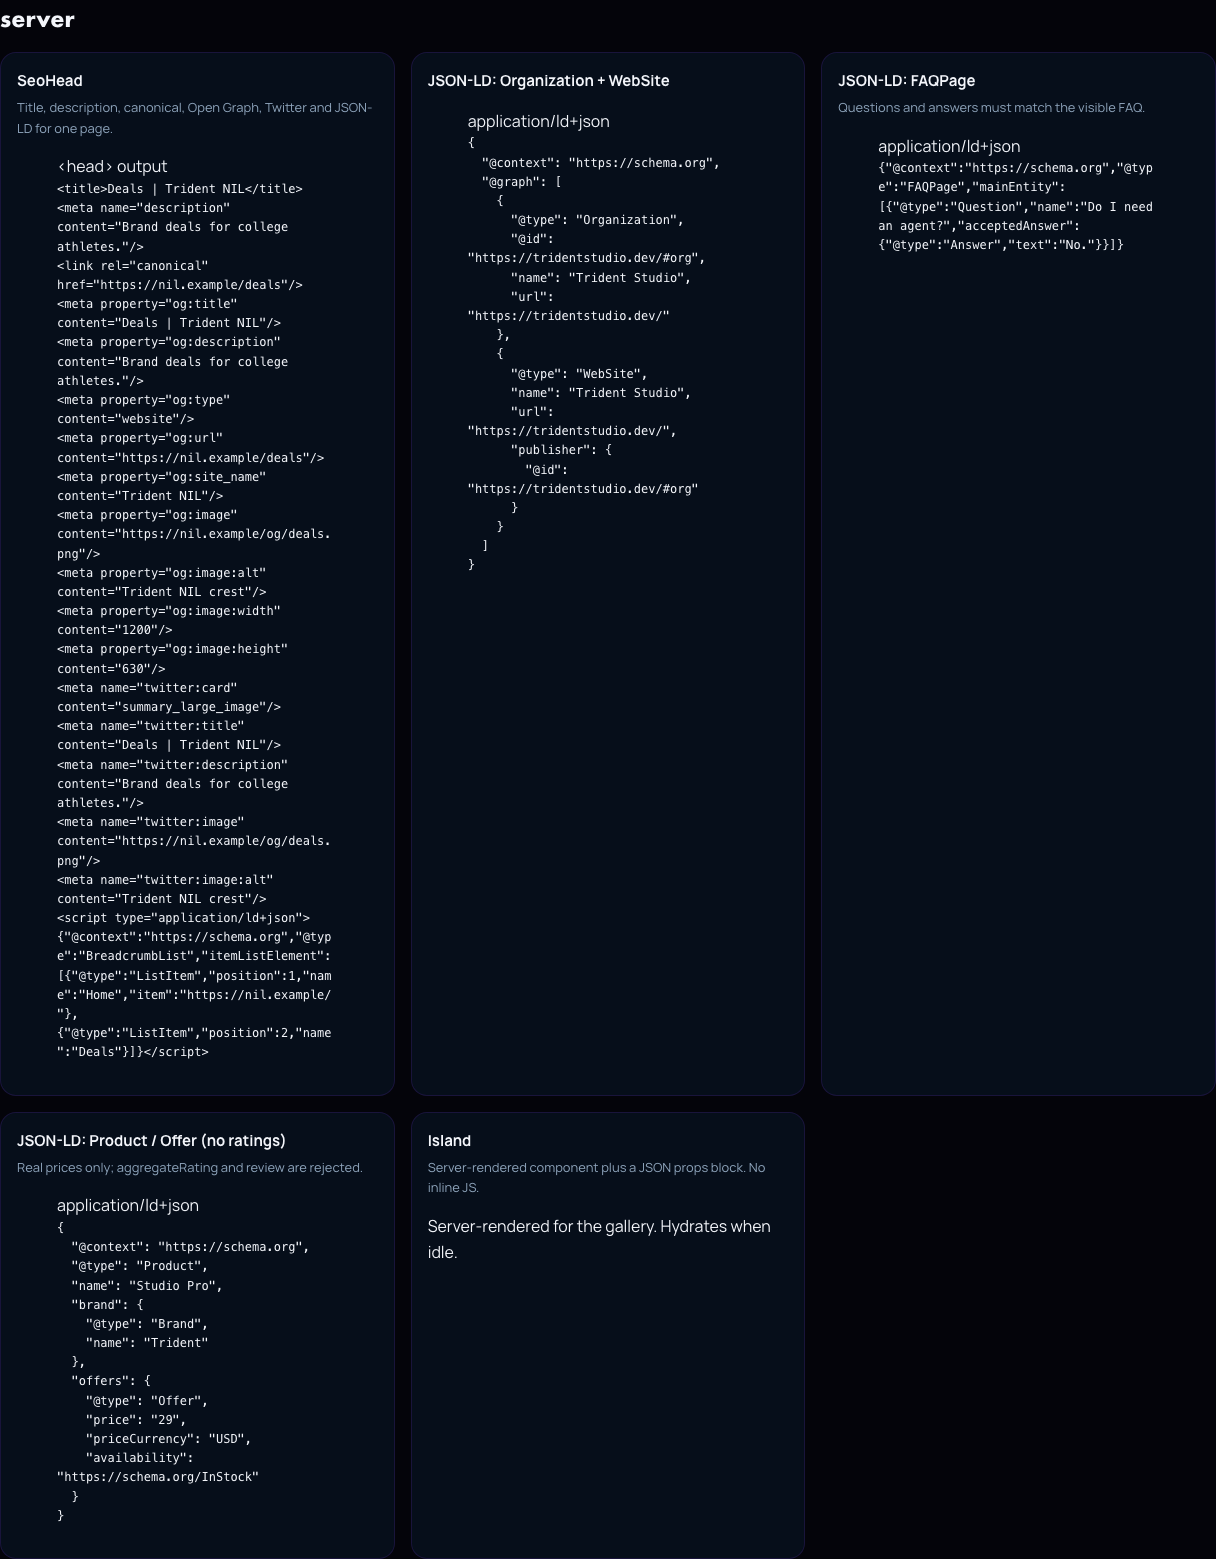 server
SeoHead
Title, description, canonical, Open Graph, Twitter and JSON-
LD for one page.
<head> output
<title>Deals | Trident NIL</title>
<meta name="description"
content="Brand deals for college
athletes."/>
<link rel="canonical"
href="https://nil.example/deals"/>
<meta property="og:title"
content="Deals | Trident NIL"/>
<meta property="og:description"
content="Brand deals for college
athletes."/>
<meta property="og:type"
content="website"/>
<meta property="og:url"
content="https://nil.example/deals"/>
<meta property="og:site_name"
content="Trident NIL"/>
<meta property="og:image"
content="https://nil.example/og/deals.
png"/>
<meta property="og:image:alt"
content="Trident NIL crest"/>
<meta property="og:image:width"
content="1200"/>
<meta property="og:image:height"
content="630"/>
<meta name="twitter:card"
content="summary_large_image"/>
<meta name="twitter:title"
content="Deals | Trident NIL"/>
<meta name="twitter:description"
content="Brand deals for college
athletes."/>
<meta name="twitter:image"
content="https://nil.example/og/deals.
png"/>
<meta name="twitter:image:alt"
content="Trident NIL crest"/>
<script type="application/ld+json">
{"@context":"https://schema.org","@typ
e":"BreadcrumbList","itemListElement":
[{"@type":"ListItem","position":1,"nam
e":"Home","item":"https://nil.example/
"},
{"@type":"ListItem","position":2,"name
":"Deals"}]}</script>
JSON-LD: Organization + WebSite
application/ld+json
{
  "@context": "https://schema.org",
  "@graph": [
    {
      "@type": "Organization",
      "@id":
"https://tridentstudio.dev/#org",
      "name": "Trident Studio",
      "url":
"https://tridentstudio.dev/"
    },
    {
      "@type": "WebSite",
      "name": "Trident Studio",
      "url":
"https://tridentstudio.dev/",
      "publisher": {
        "@id":
"https://tridentstudio.dev/#org"
      }
    }
  ]
}
JSON-LD: FAQPage
Questions and answers must match the visible FAQ.
application/ld+json
{"@context":"https://schema.org","@typ
e":"FAQPage","mainEntity":
[{"@type":"Question","name":"Do I need
an agent?","acceptedAnswer":
{"@type":"Answer","text":"No."}}]}
JSON-LD: Product / Offer (no ratings)
Real prices only; aggregateRating and review are rejected.
application/ld+json
{
  "@context": "https://schema.org",
  "@type": "Product",
  "name": "Studio Pro",
  "brand": {
    "@type": "Brand",
    "name": "Trident"
  },
  "offers": {
    "@type": "Offer",
    "price": "29",
    "priceCurrency": "USD",
    "availability":
"https://schema.org/InStock"
  }
}
Island
Server-rendered component plus a JSON props block. No
inline JS.
Server-rendered for the gallery. Hydrates when
idle.